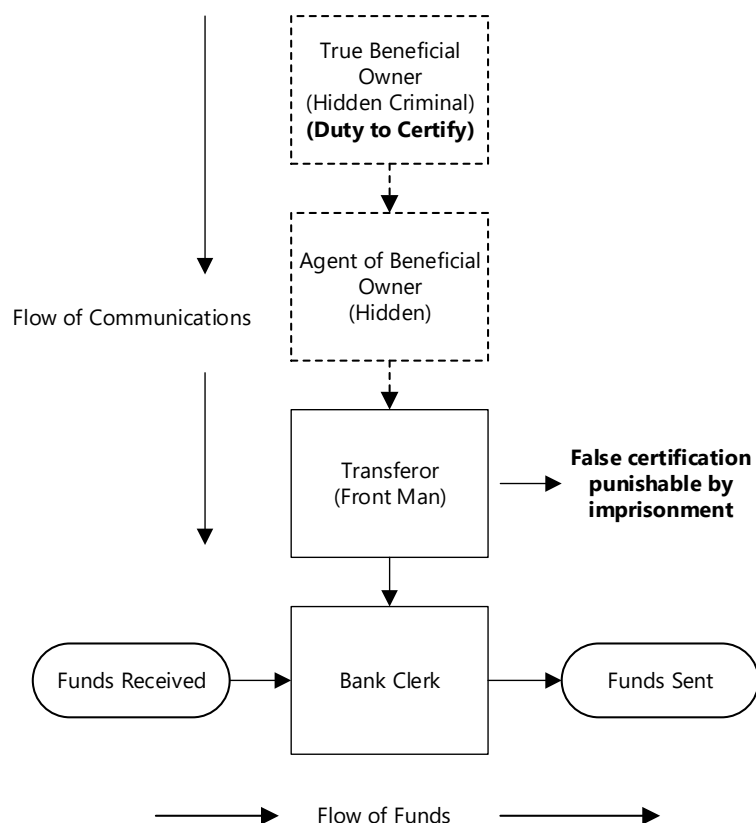 True Beneficial
Owner
(Hidden Criminal)
(Duty to Certify)
Agent of Beneficial
Owner
(Hidden)
Flow of Communications
Transferor
(Front Man)
False certification
punishable by
imprisonment
Funds Received
Bank Clerk
Funds Sent
Flow of Funds